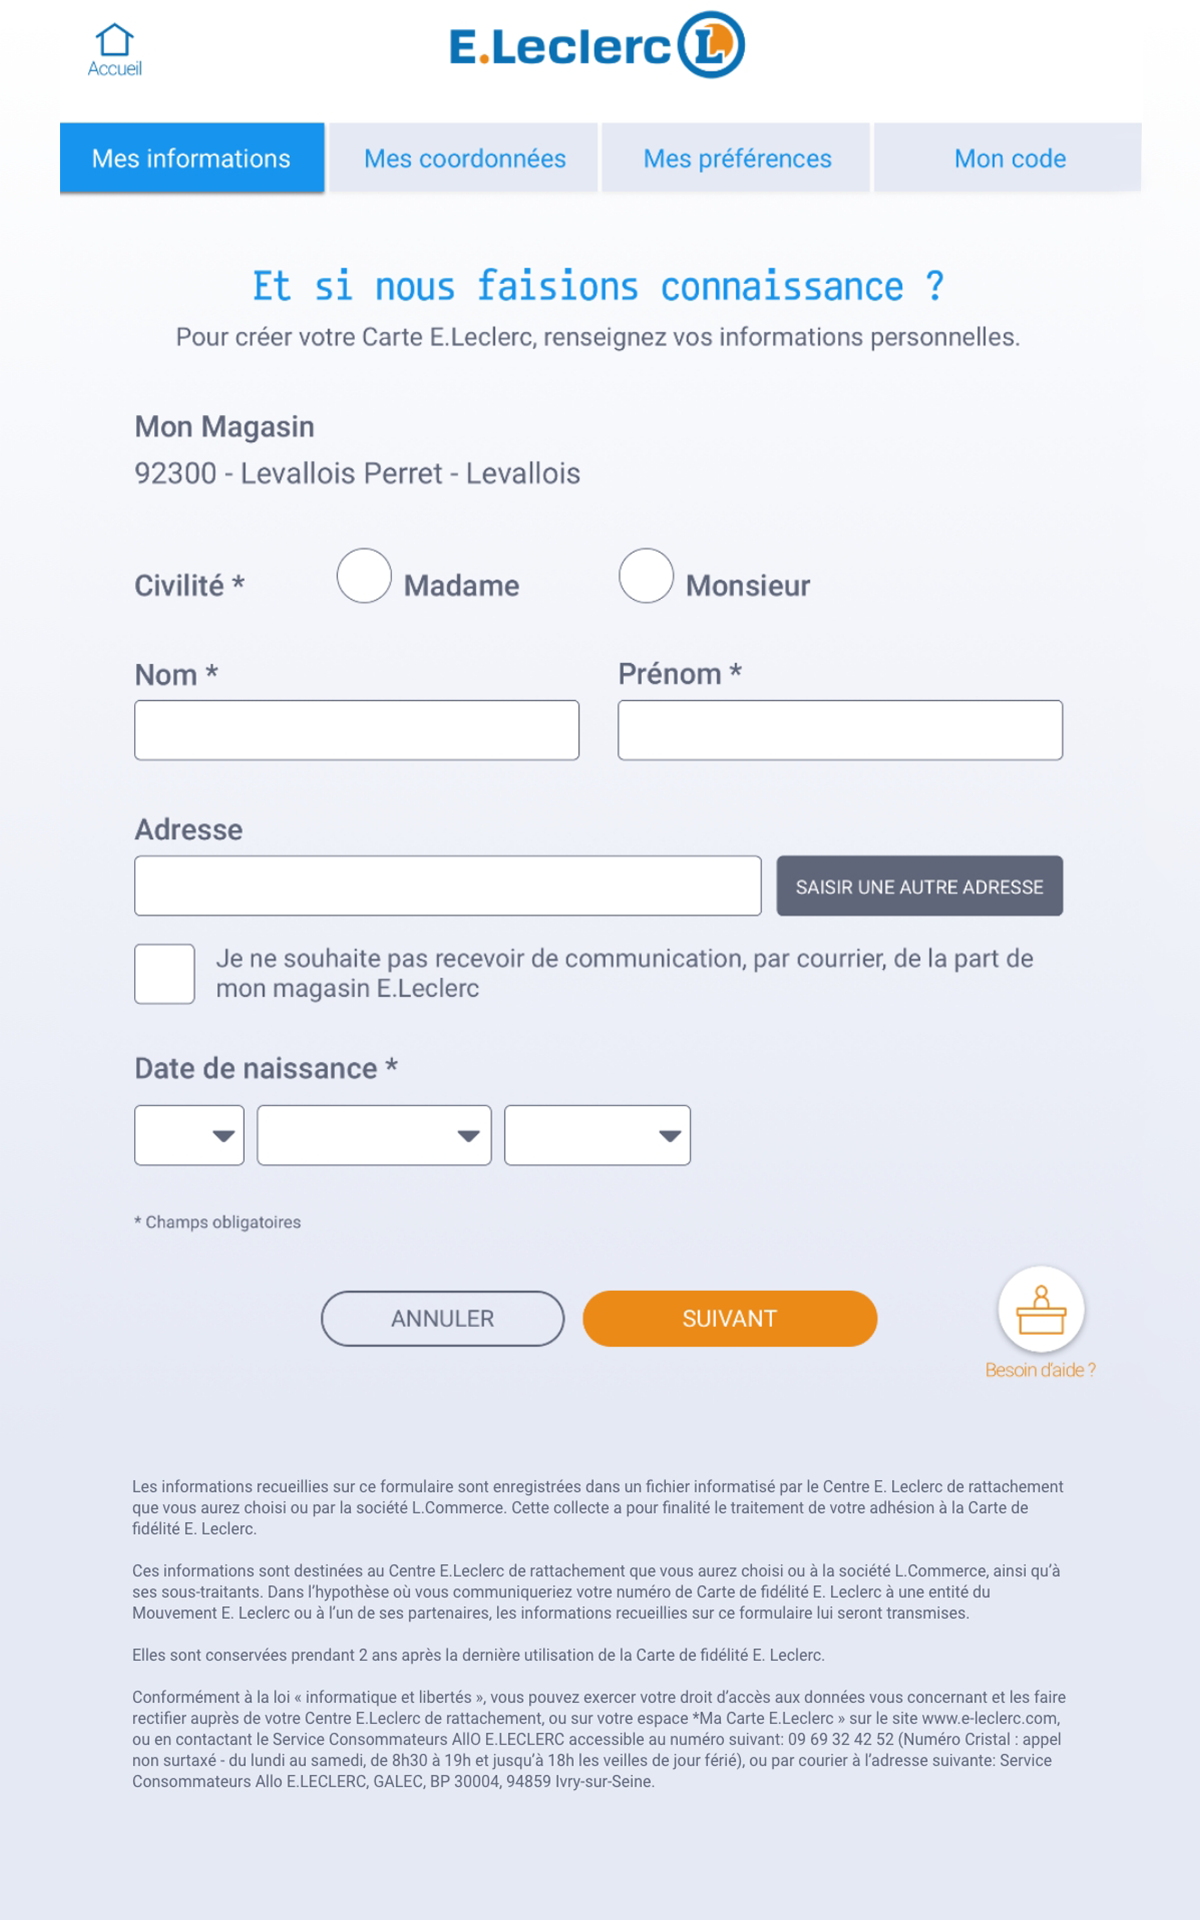 Accueil
E.Leclerc L
Mes informations
Mes coordonnées
Mes préférences
Mon code
Et si nous faisions connaissance ?
Pour créer votre Carte E.Leclerc, renseignez vos informations personnelles.
Mon Magasin
92300 - Levallois Perret - Levallois
Civilité *
Madame
Monsieur
Nom *
Prénom *
Adresse
SAISIR UNE AUTRE ADRESSE
Je ne souhaite pas recevoir de communication, par courrier, de la part de
mon magasin E.Leclerc
Date de naissance *
* Champs obligatoires
ANNULER
SUIVANT
Besoin d'aide ?
Les informations recueillies sur ce formulaire sont enregistrées dans un fichier informatisé par le Centre E. Leclerc de rattachement
que vous aurez choisi ou par la société L.Commerce. Cette collecte a pour finalité le traitement de votre adhésion à la Carte de
fidélité E. Leclerc.
Ces informations sont destinées au Centre E.Leclerc de rattachement que vous aurez choisi ou à la société L.Commerce, ainsi qu’à
ses sous-traitants. Dans l’hypothèse où vous communiqueriez votre numéro de Carte de fidélité E. Leclerc à une entité du
Mouvement E. Leclerc ou à l’un de ses partenaires, les informations recueillies sur ce formulaire lui seront transmises.
Elles sont conservées prendant 2 ans après la dernière utilisation de la Carte de fidélité E. Leclerc.
Conformément à la loi « informatique et libertés », vous pouvez exercer votre droit d’accès aux données vous concernant et les faire
rectifier auprès de votre Centre E.Leclerc de rattachement, ou sur votre espace *Ma Carte E.Leclerc » sur le site www.e-leclerc.com,
ou en contactant le Service Consommateurs AllO E.LECLERC accessible au numéro suivant: 09 69 32 42 52 (Numéro Cristal : appel
non surtaxé - du lundi au samedi, de 8h30 à 19h et jusqu’à 18h les veilles de jour férié), ou par courier à l’adresse suivante: Service
Consommateurs Allo E.LECLERC, GALEC, BP 30004, 94859 Ivry-sur-Seine.